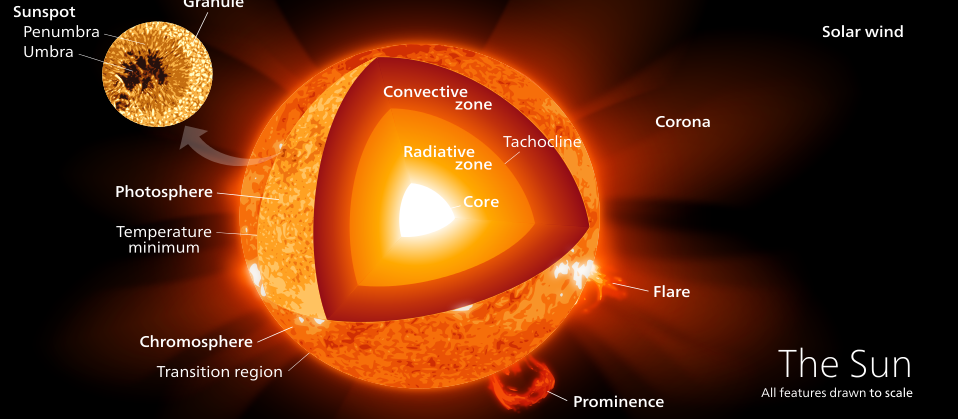 Granule
Sunspot
Penumbra
Umbra
Solar wind
Convective
zone
Corona
Tachocline
Radiative
zone
Photosphere
Core
Temperature
minimum
Flare
Chromosphere
Transition region
The Sun
All features drawn to scale
Prominence